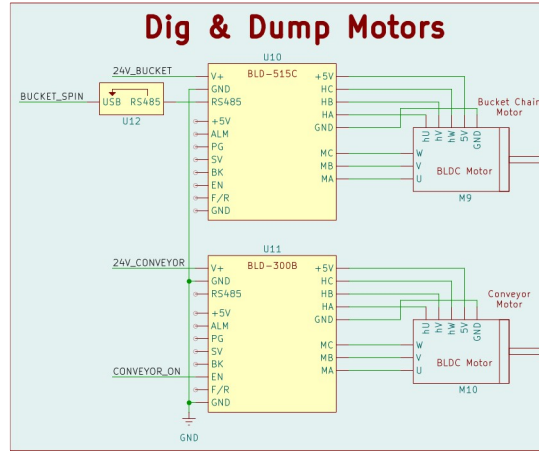 Dig & Dump Motors
U10
24V_BUCKET
V+
BLD-515C
+5V
BUCKET_SPIN
USB
RS485
U12
GND
RS485
+5V
ALM
PG
SV
BK
EN
F/R
GND
HC
HB
HA
GND
MC
MB
MA
Bucket Chain
Motor
hU
hV
hW
5V
GND
W
V
U
BLDC Motor
M9
U11
24V_CONVEYOR
V+
BLD-300B
+5V
GND
RS485
+5V
ALM
PG
SV
BK
CONVEYOR_ON
EN
F/R
GND
HC
HB
HA
GND
MC
MB
MA
Conveyor
Motor
hU
hV
hW
5V
GND
W
V
U
BLDC Motor
M10
GND